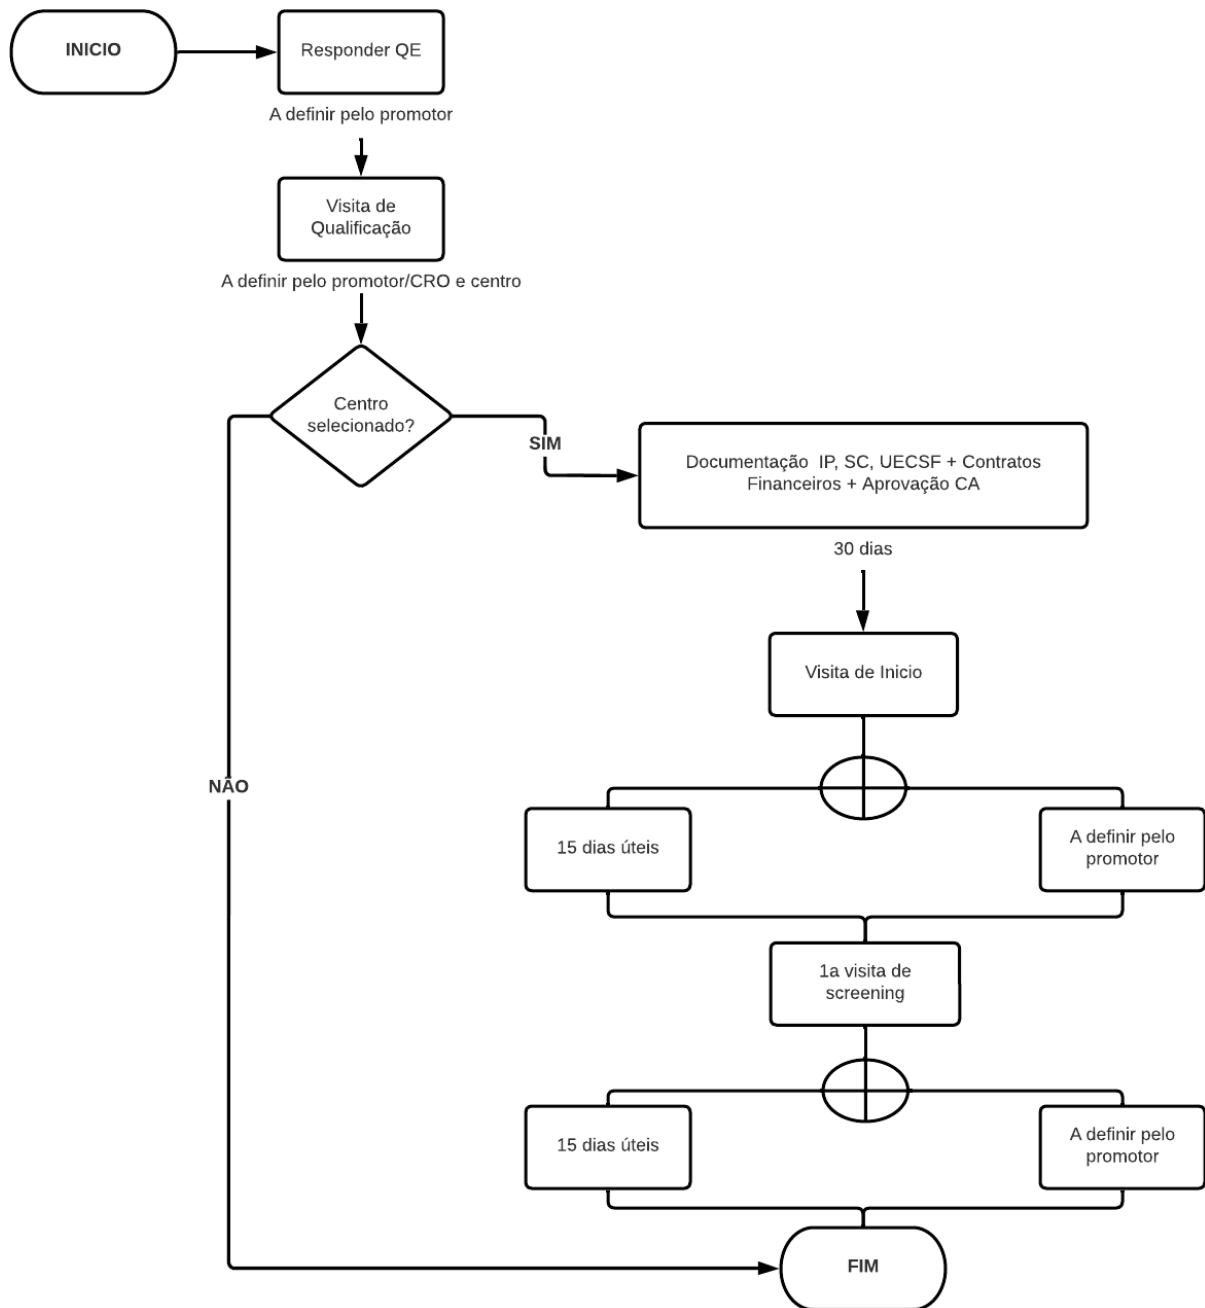 INICIO
Responder QE
A definir pelo promotor
Visita de
Qualificação
A definir pelo promotor/CRO e centro
Centro
selecionado?
SIM
Documentação IP, SC, UECSF + Contratos
Financeiros + Aprovação CA
30 dias
Visita de Inicio
NÃO
15 dias úteis
A definir pelo
promotor
1a visita de
screening
15 dias úteis
A definir pelo
promotor
FIM